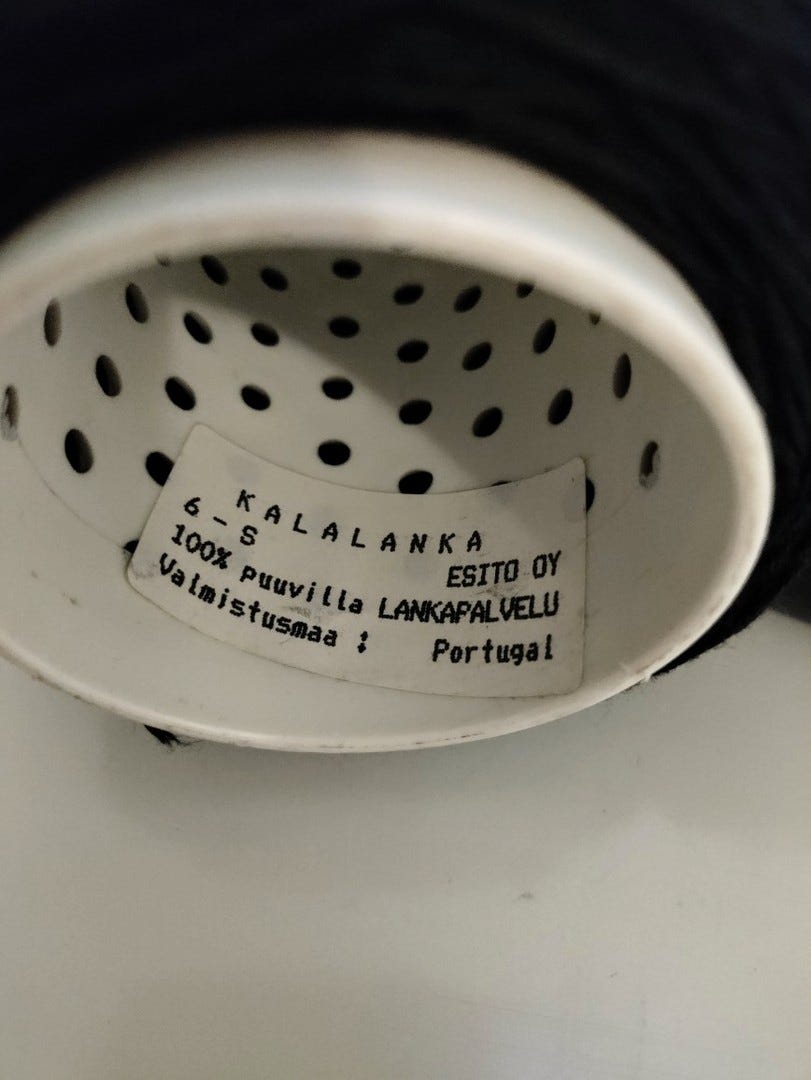 KALALANKA
6-S ESITO OY
100% puuvilla LANKAPALVELU
Valmistusmaa : Portugal